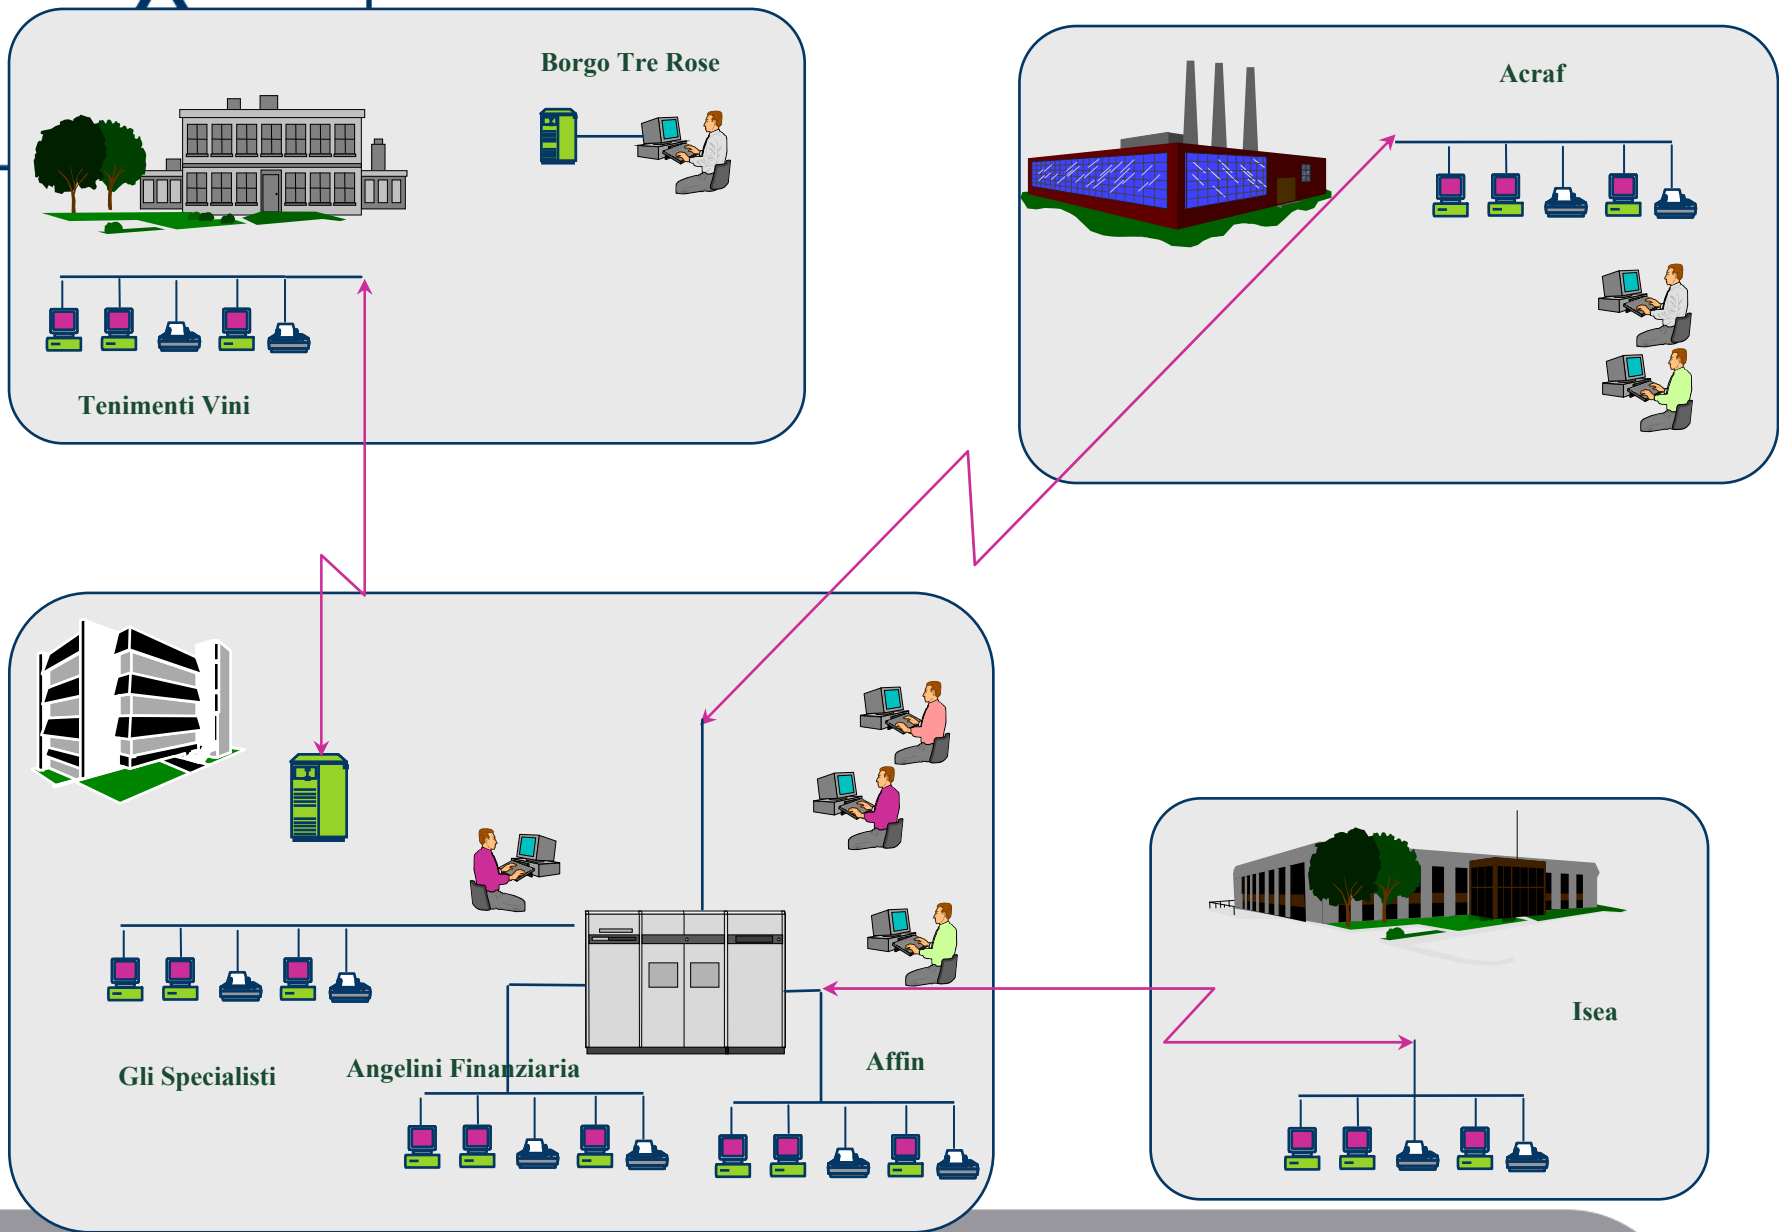 Borgo Tre Rose
Acraf
Tenimenti Vini
Isea
Gli Specialisti
Angelini Finanziaria
Affin